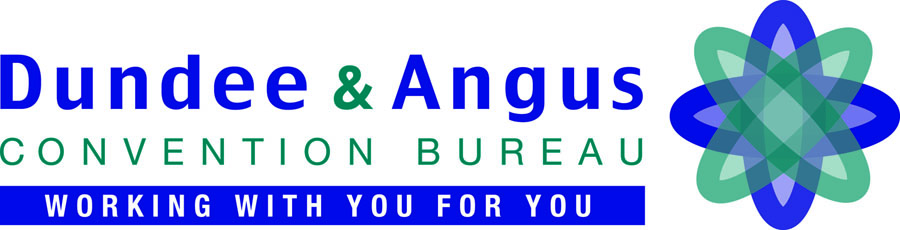 Dundee & Angus
CONVENTION BUREAU
WORKING WITH YOU FOR YOU